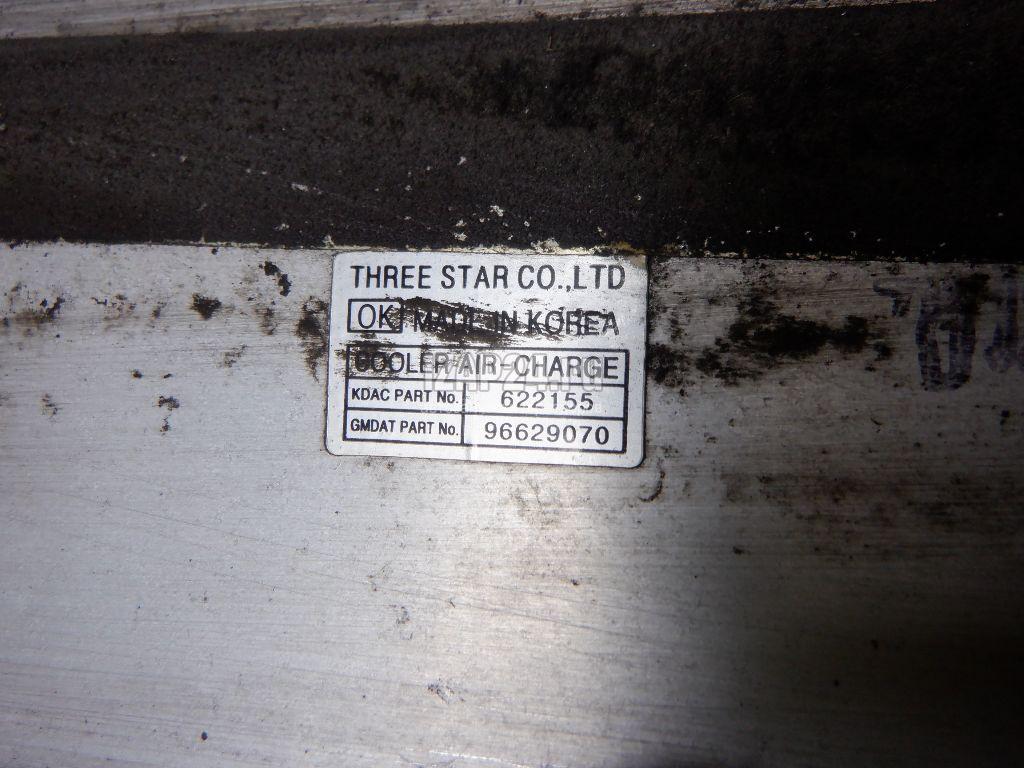 THREE STAR CO.,LTD
OK MADE IN KOREA
COOLER AIR CHARGE
KDAC PART No. 622155
GMDAT PART No. 96629070